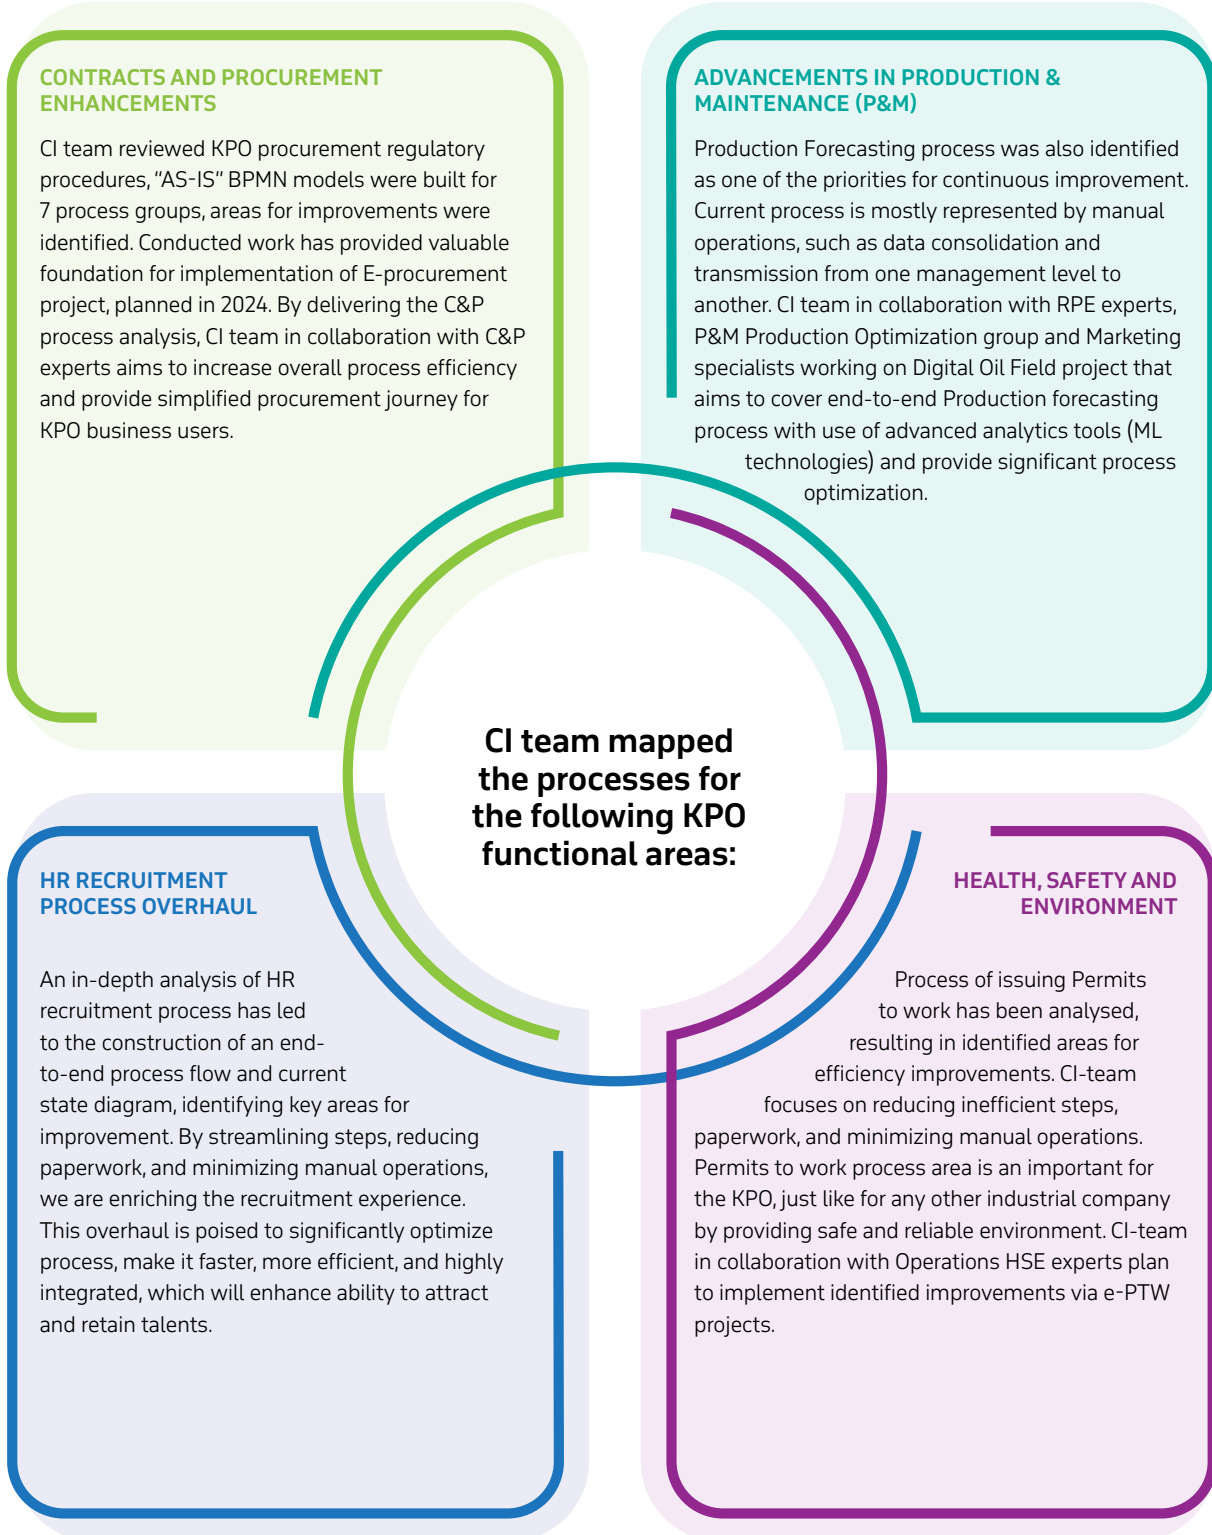 CONTRACTS AND PROCUREMENT
ENHANCEMENTS
CI team reviewed KPO procurement regulatory
procedures, “AS-IS” BPMN models were built for
7 process groups, areas for improvements were
identified. Conducted work has provided valuable
foundation for implementation of E-procurement
project, planned in 2024. By delivering the C&P
process analysis, CI team in collaboration with C&P
experts aims to increase overall process efficiency
and provide simplified procurement journey for
KPO business users.
ADVANCEMENTS IN PRODUCTION &
MAINTENANCE (P&M)
Production Forecasting process was also identified
as one of the priorities for continuous improvement.
Current process is mostly represented by manual
operations, such as data consolidation and
transmission from one management level to
another. CI team in collaboration with RPE experts,
P&M Production Optimization group and Marketing
specialists working on Digital Oil Field project that
aims to cover end-to-end Production forecasting
process with use of advanced analytics tools (ML
technologies) and provide significant process
optimization.
CI team mapped
the processes for
the following KPO
functional areas:
HR RECRUITMENT
PROCESS OVERHAUL
An in-depth analysis of HR
recruitment process has led
to the construction of an end-
to-end process flow and current
state diagram, identifying key areas for
improvement. By streamlining steps, reducing
paperwork, and minimizing manual operations,
we are enriching the recruitment experience.
This overhaul is poised to significantly optimize
process, make it faster, more efficient, and highly
integrated, which will enhance ability to attract
and retain talents.
HEALTH, SAFETY AND
ENVIRONMENT
Process of issuing Permits
to work has been analysed,
resulting in identified areas for
efficiency improvements. CI-team
focuses on reducing inefficient steps,
paperwork, and minimizing manual operations.
Permits to work process area is an important for
the KPO, just like for any other industrial company
by providing safe and reliable environment. CI-team
in collaboration with Operations HSE experts plan
to implement identified improvements via e-PTW
projects.